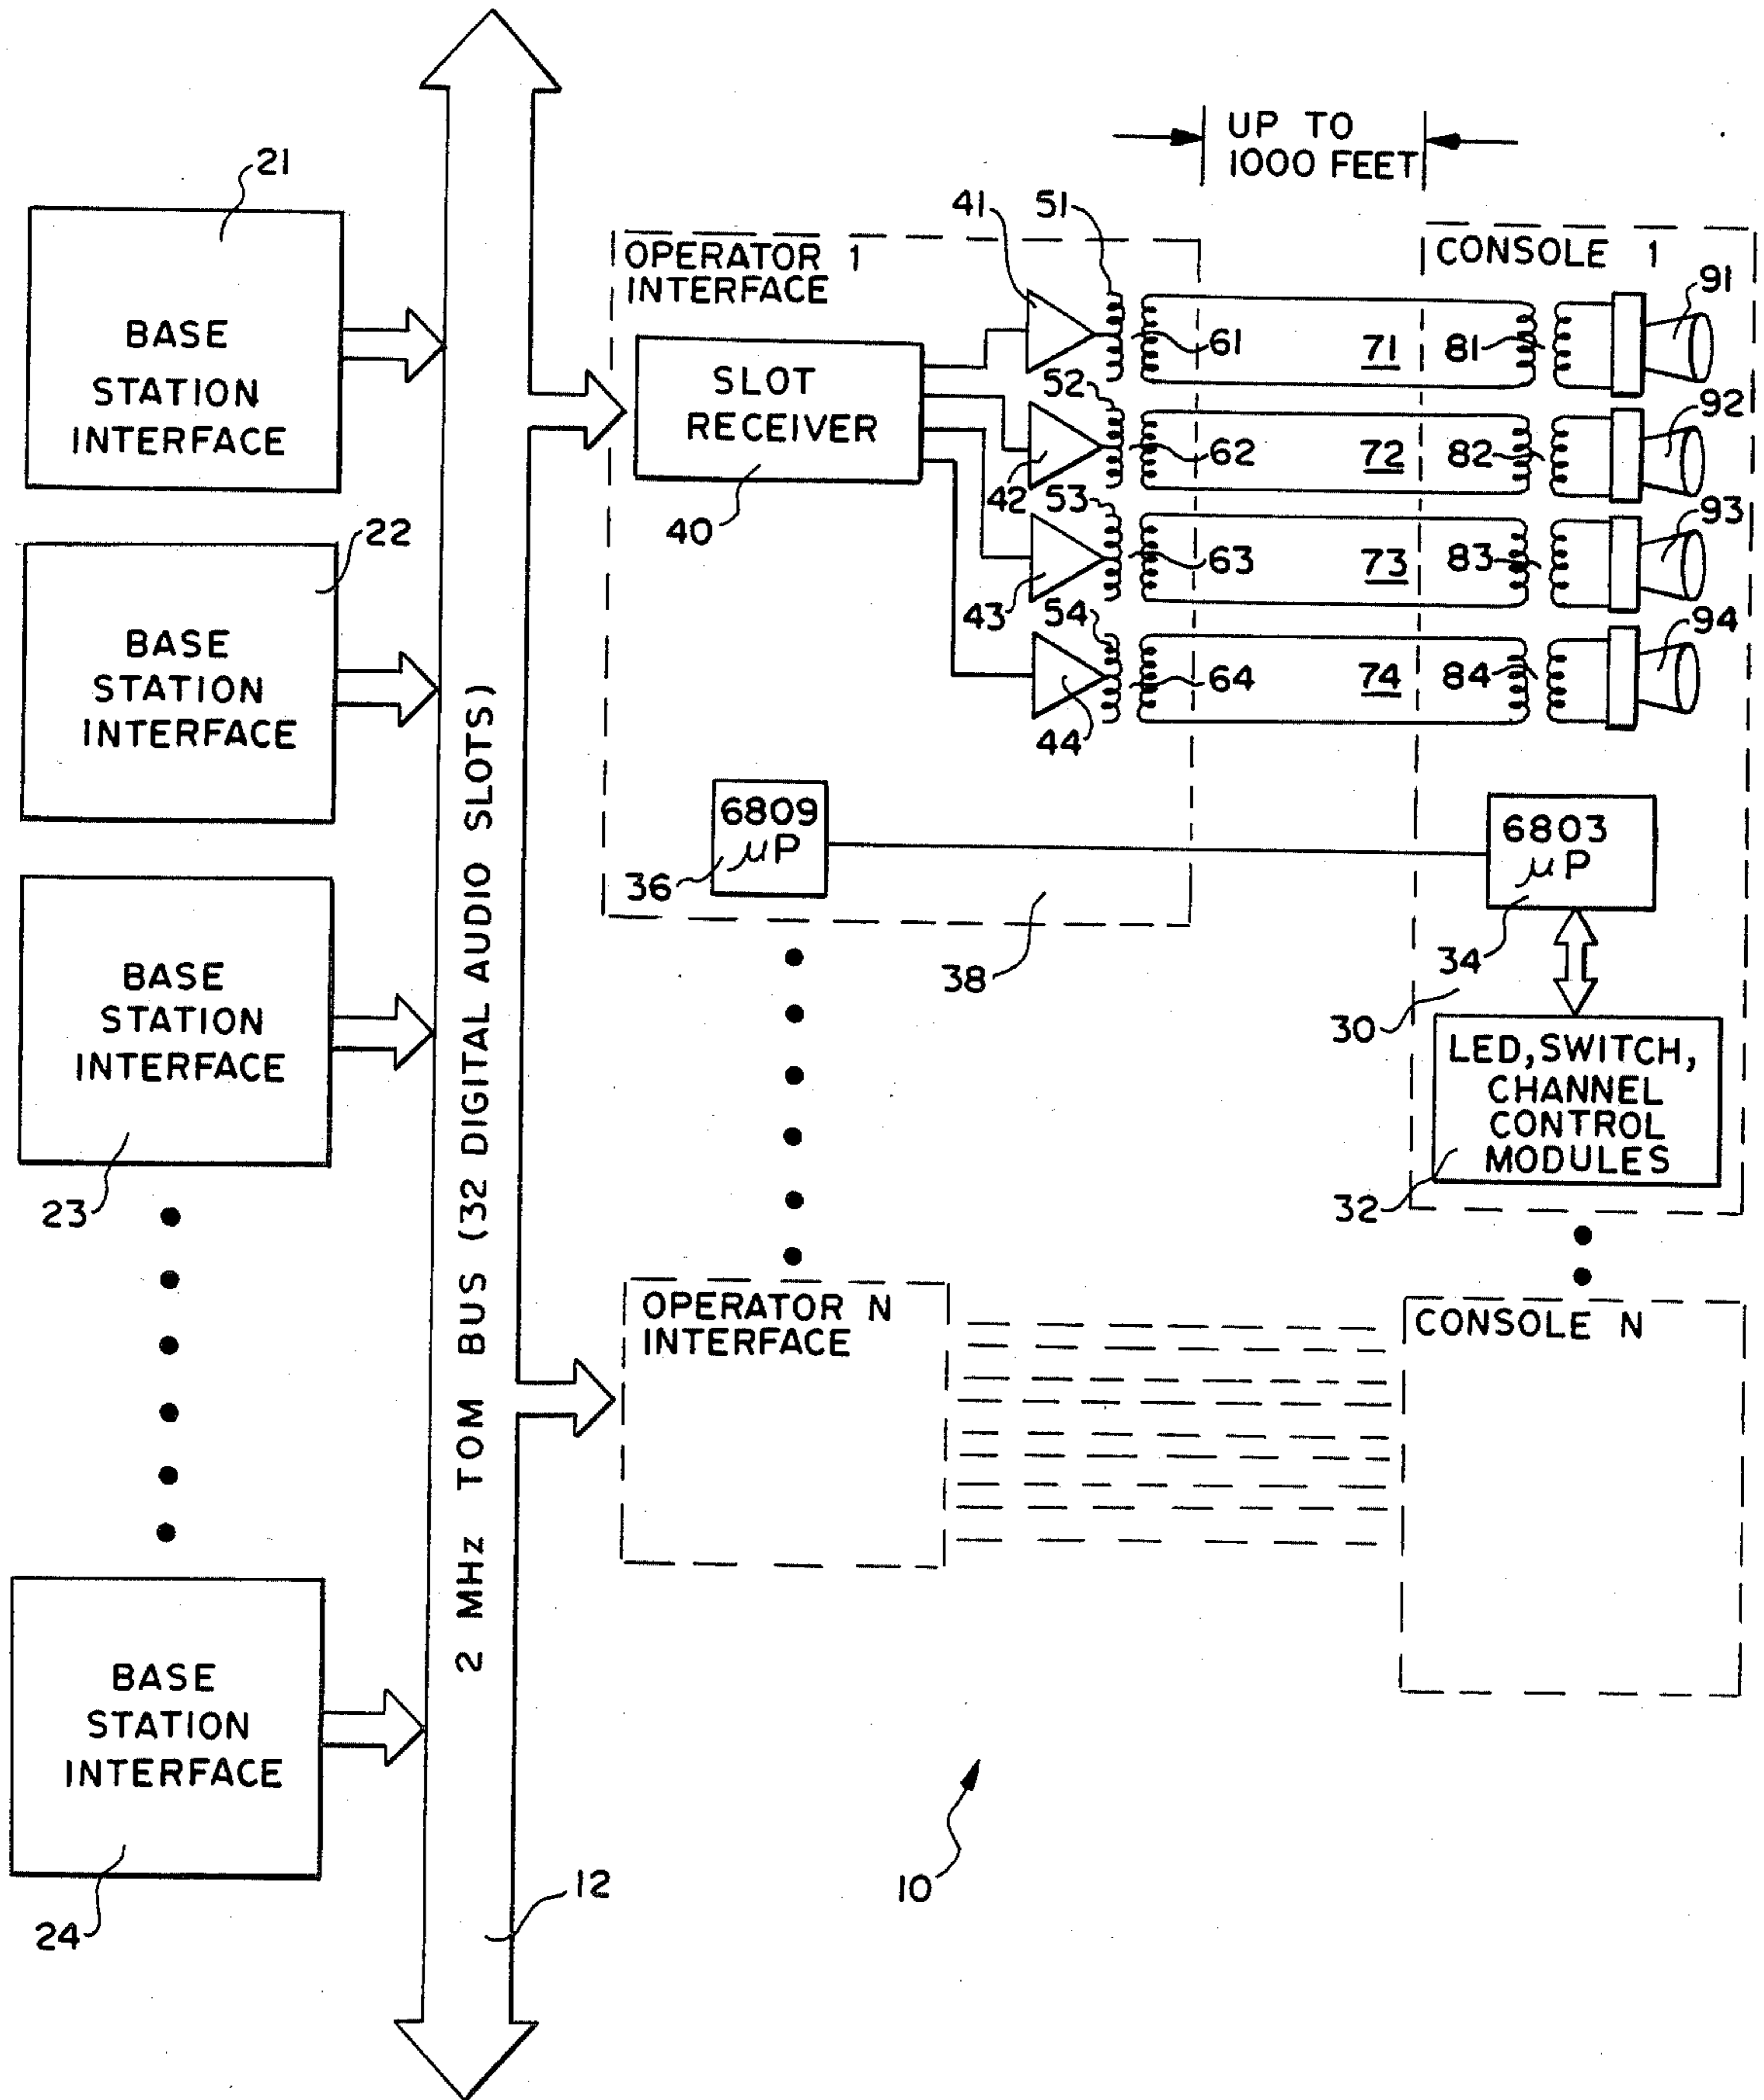 UP TO
1000 FEET
21
BASE
STATION
INTERFACE
22
BASE
STATION
INTERFACE
BASE
STATION
INTERFACE
23
BASE
STATION
INTERFACE
24
2 MHz TOM BUS (32 DIGITAL AUDIO SLOTS)
12
OPERATOR 1
INTERFACE
SLOT
RECEIVER
40
41
51
61
71
81
91
42
52
62
72
82
92
43
53
63
73
83
93
44
54
64
74
84
94
6809
μP
36
38
CONSOLE 1
6803
μP
34
30
LED, SWITCH,
CHANNEL
CONTROL
MODULES
32
OPERATOR N
INTERFACE
CONSOLE N
10